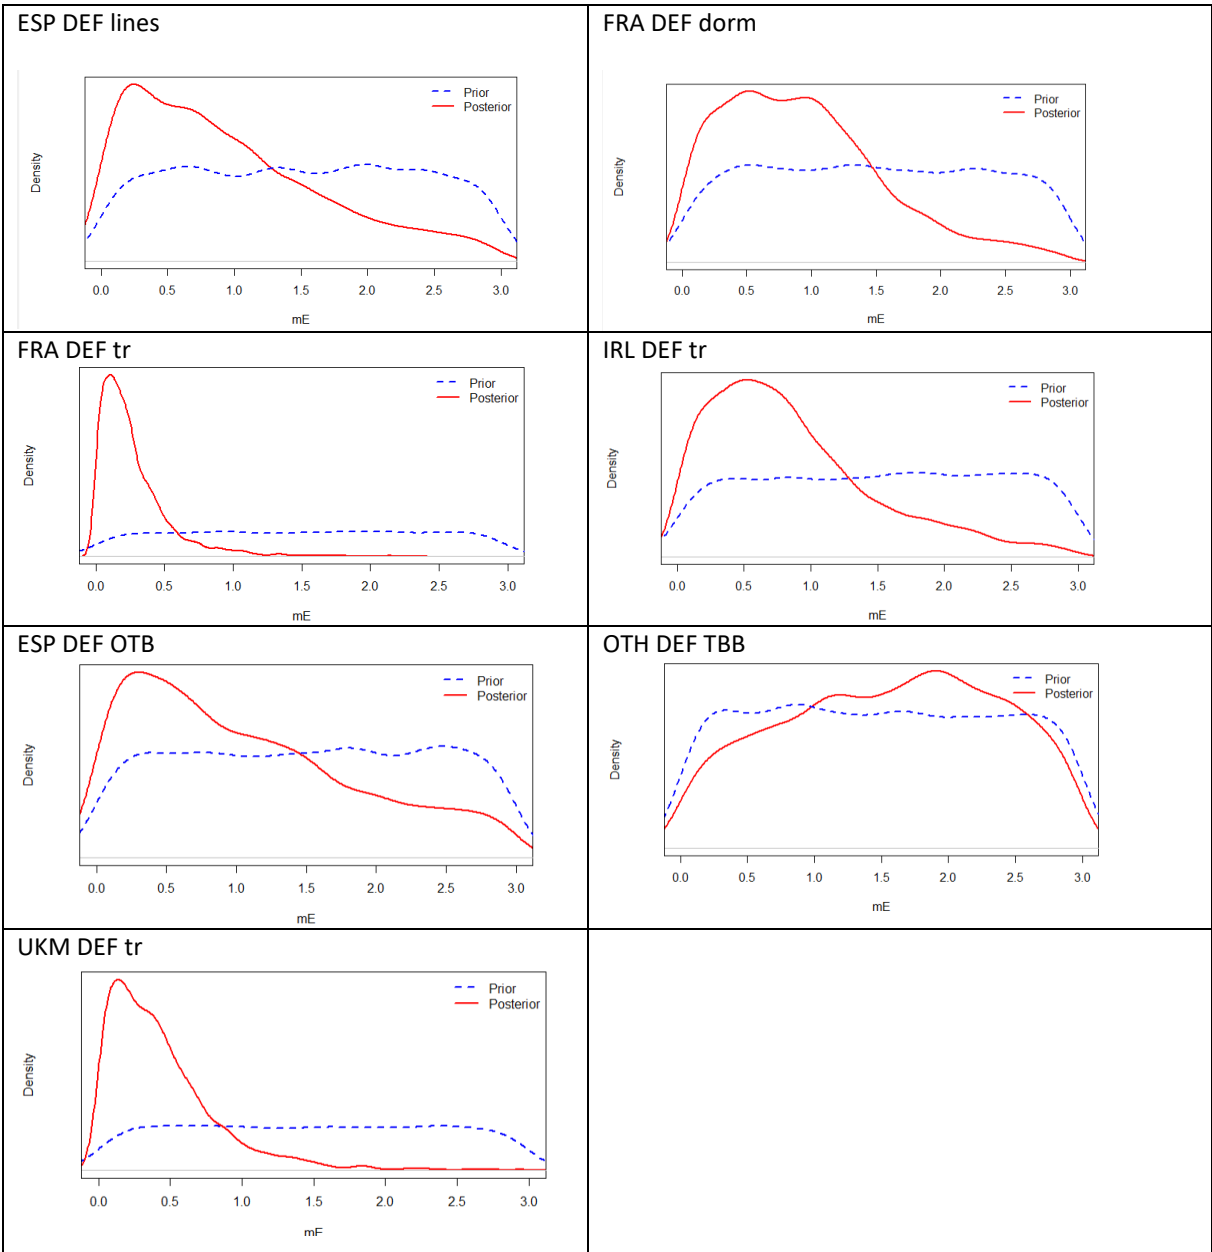 ESP DEF lines
Prior
Posterior
Density
0.0 0.5 1.0 1.5 2.0 2.5 3.0
mE
FRA DEF dorm
Prior
Posterior
Density
0.0 0.5 1.0 1.5 2.0 2.5 3.0
mE
FRA DEF tr
Prior
Posterior
Density
0.0 0.5 1.0 1.5 2.0 2.5 3.0
mE
IRL DEF tr
Prior
Posterior
Density
0.0 0.5 1.0 1.5 2.0 2.5 3.0
mE
ESP DEF OTB
Prior
Posterior
Density
0.0 0.5 1.0 1.5 2.0 2.5 3.0
mE
OTH DEF TBB
Prior
Posterior
Density
0.0 0.5 1.0 1.5 2.0 2.5 3.0
mE
UKM DEF tr
Prior
Posterior
Density
0.0 0.5 1.0 1.5 2.0 2.5 3.0
mE